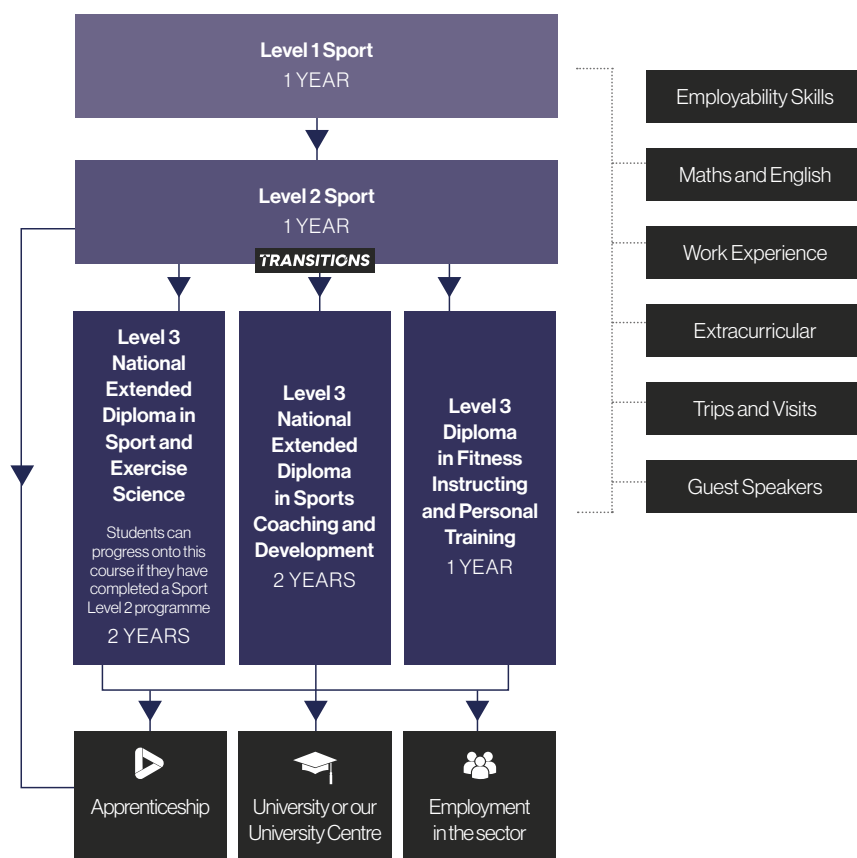 Level 1 Sport
1 YEAR
Level 2 Sport
1 YEAR
TRANSITIONS
Level 3
National
Extended
Diploma in
Sport and
Exercise
Science
Students can
progress onto this
course if they have
completed a Sport
Level 2 programme
2 YEARS
Level 3
National
Extended
Diploma
in Sports
Coaching and
Development
2 YEARS
Level 3
Diploma
in Fitness
Instructing
and Personal
Training
1 YEAR
Apprenticeship
University or our
University Centre
Employment
in the sector
Employability Skills
Maths and English
Work Experience
Extracurricular
Trips and Visits
Guest Speakers